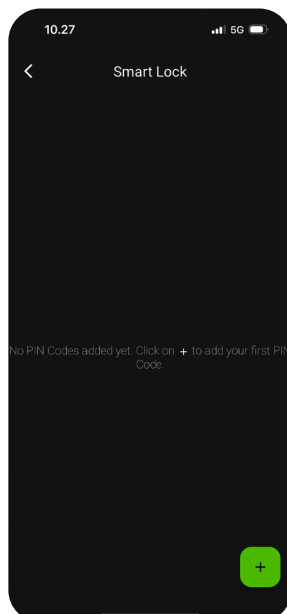 10.27 5G
Smart Lock
No PIN Codes added yet. Click on + to add your first PIN
Code.
+